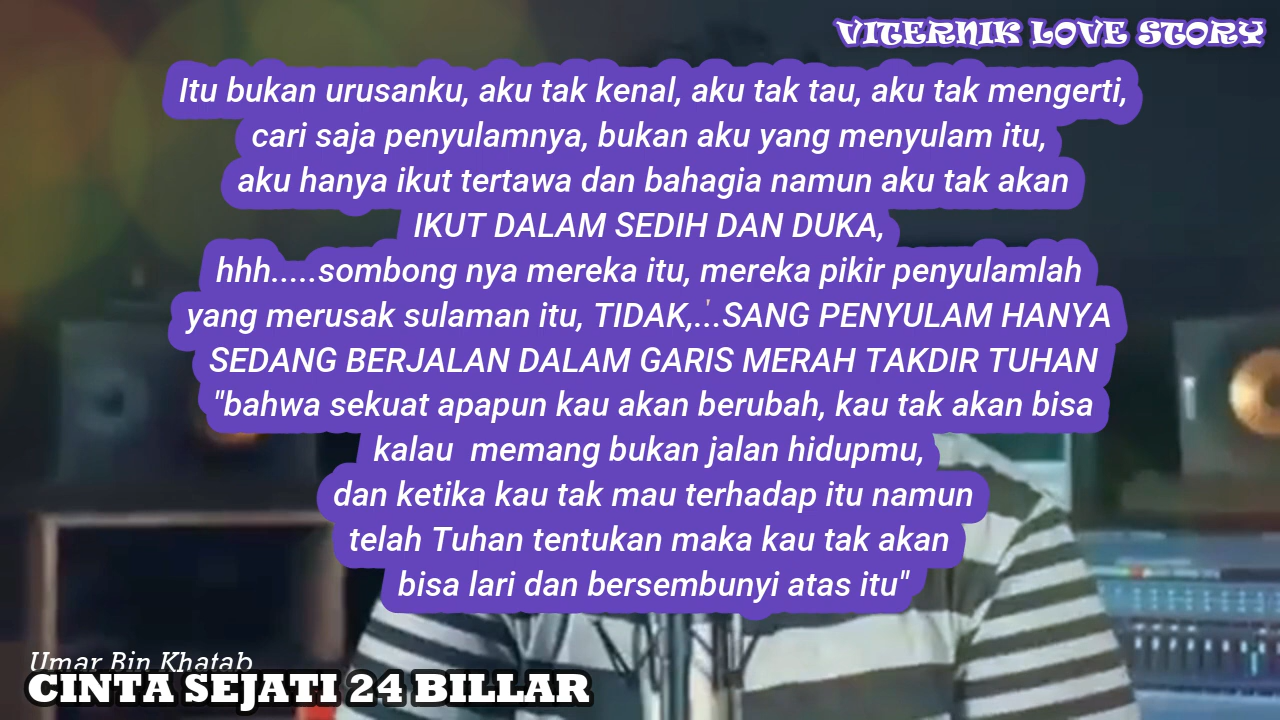 VITERNIK LOVE STORY
Itu bukan urusanku, aku tak kenal, aku tak tau, aku tak mengerti,
cari saja penyulamnya, bukan aku yang menyulam itu,
aku hanya ikut tertawa dan bahagia namun aku tak akan
IKUT DALAM SEDIH DAN DUKA,
hhh.....sombong nya mereka itu, mereka pikir penyulamlah
yang merusak sulaman itu, TIDAK,...SANG PENYULAM HANYA
SEDANG BERJALAN DALAM GARIS MERAH TAKDIR TUHAN
"bahwa sekuat apapun kau akan berubah, kau tak akan bisa
kalau  memang bukan jalan hidupmu,
dan ketika kau tak mau terhadap itu namun
telah Tuhan tentukan maka kau tak akan
bisa lari dan bersembunyi atas itu"
Umar Bin Khatab
CINTA SEJATI 24 BILLAR